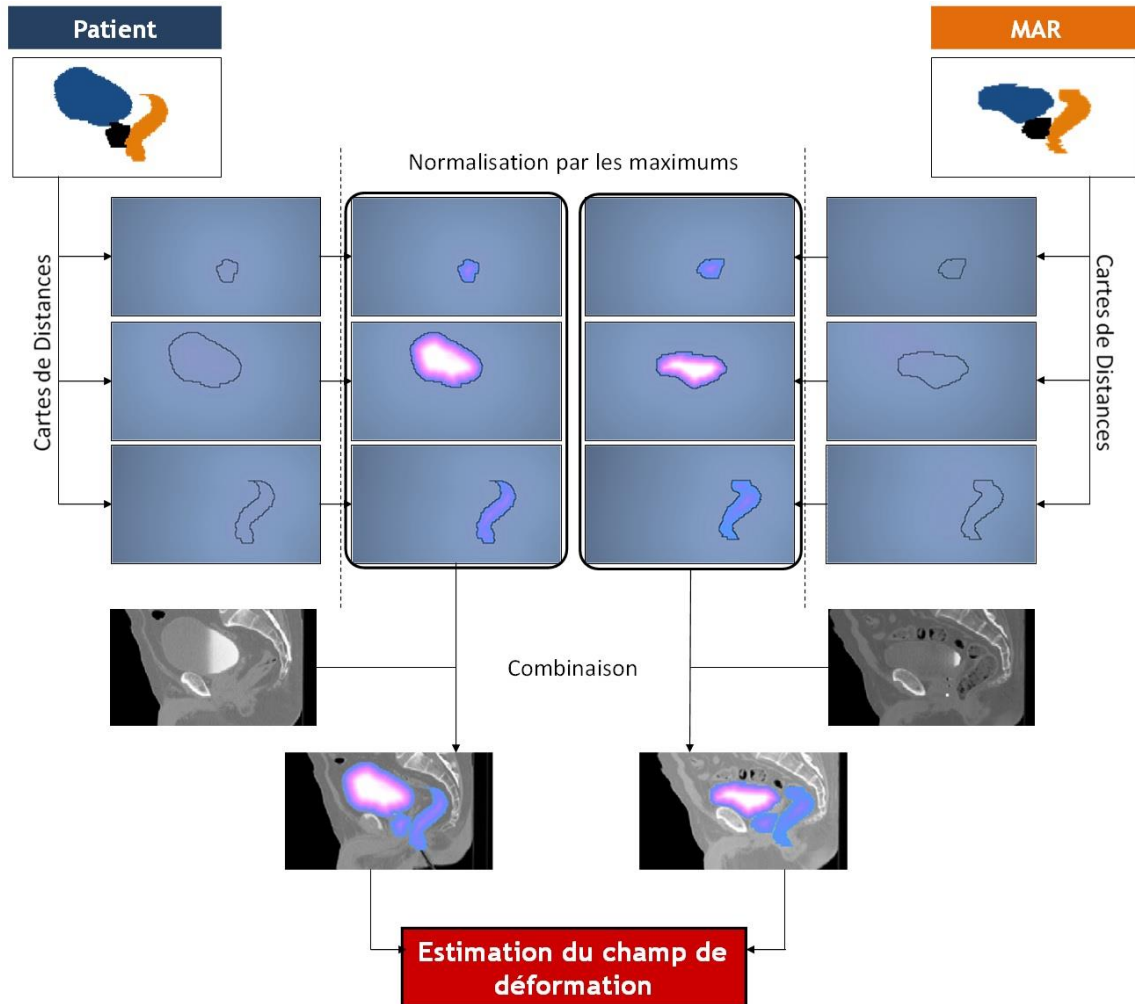 Patient
MAR
Normalisation par les maximums
Cartes de Distances
Cartes de Distances
Combinaison
Estimation du champ de
déformation